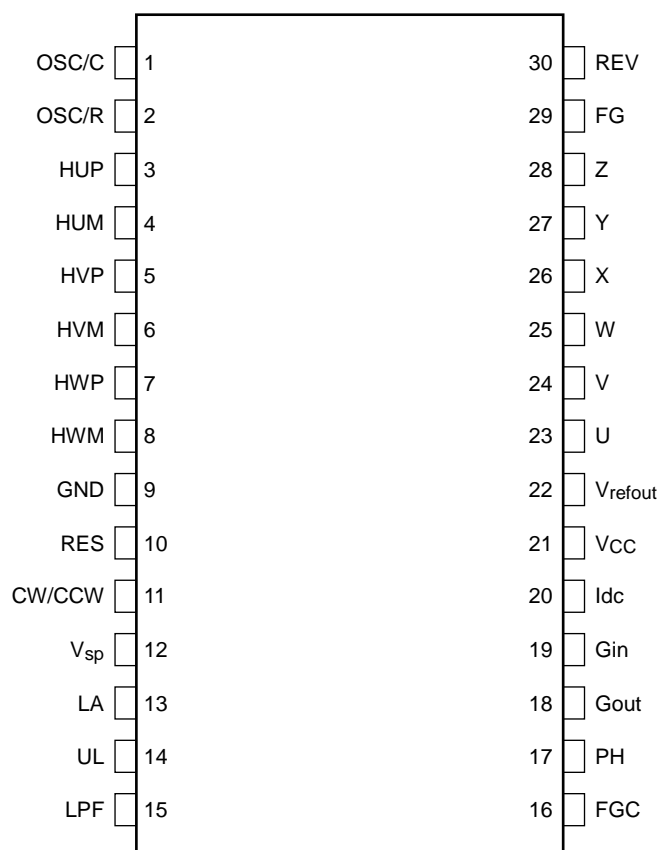 OSC/C 1 30 REV
OSC/R 2 29 FG
HUP 3 28 Z
HUM 4 27 Y
HVP 5 26 X
HVM 6 25 W
HWP 7 24 V
HWM 8 23 U
GND 9 22 Vrefout
RES 10 21 VCC
CW/CCW 11 20 Idc
Vsp 12 19 Gin
LA 13 18 Gout
UL 14 17 PH
LPF 15 16 FGC